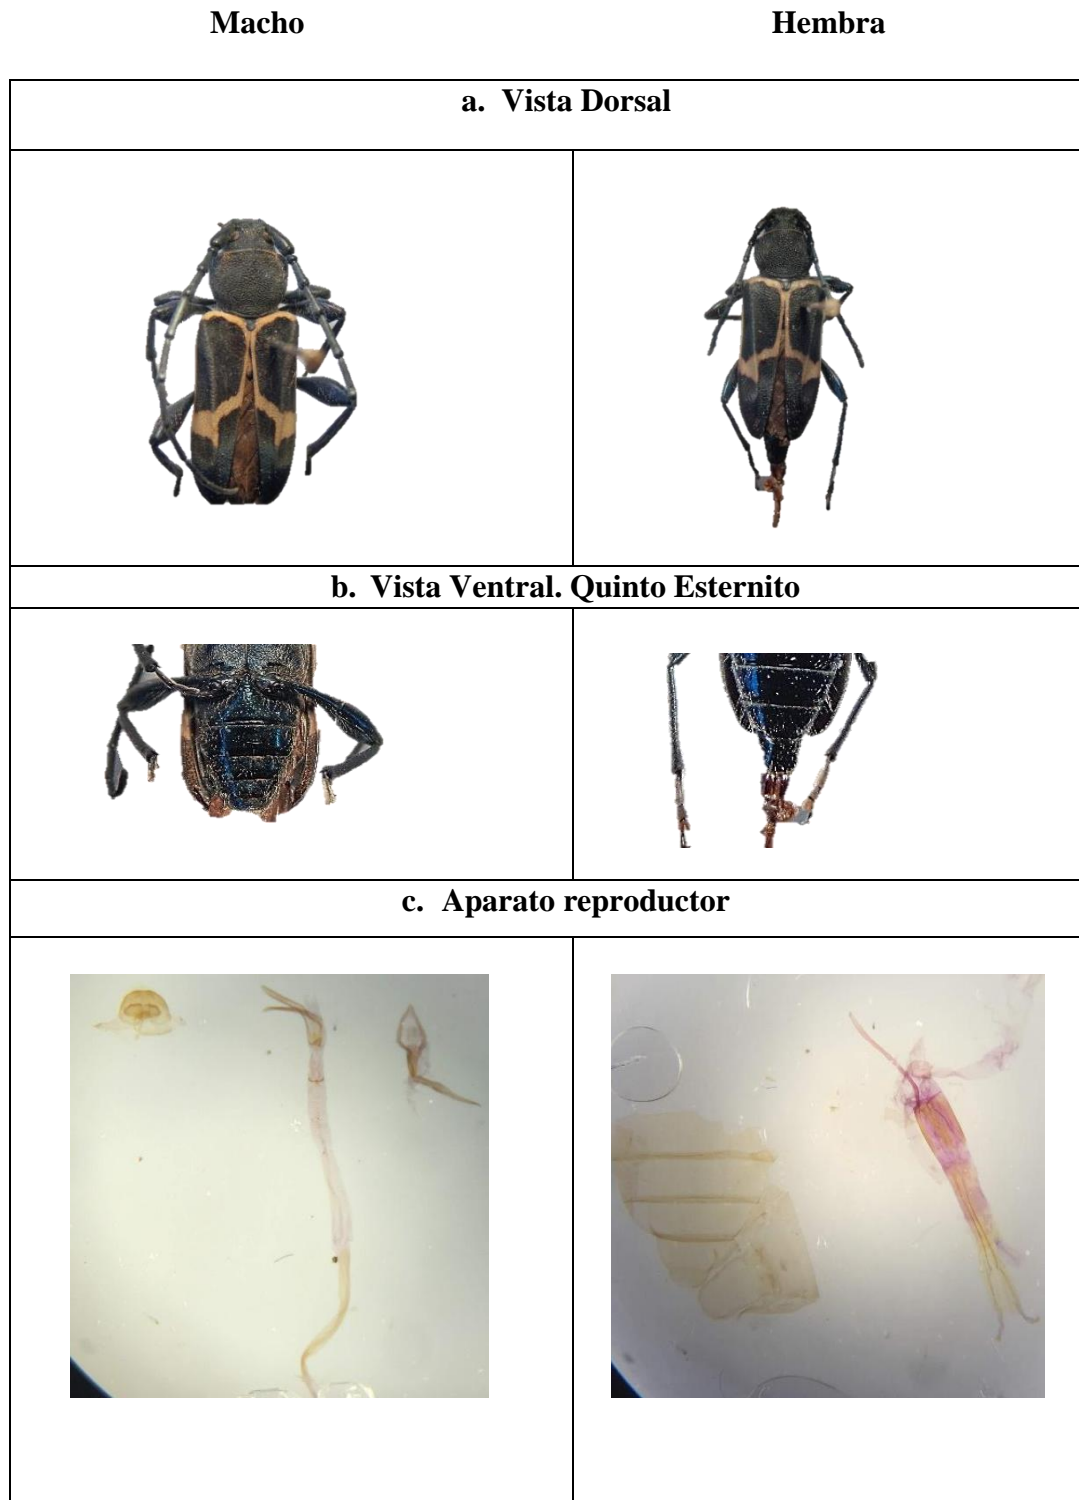 Macho Hembra
a. Vista Dorsal
b. Vista Ventral. Quinto Esternito
c. Aparato reproductor